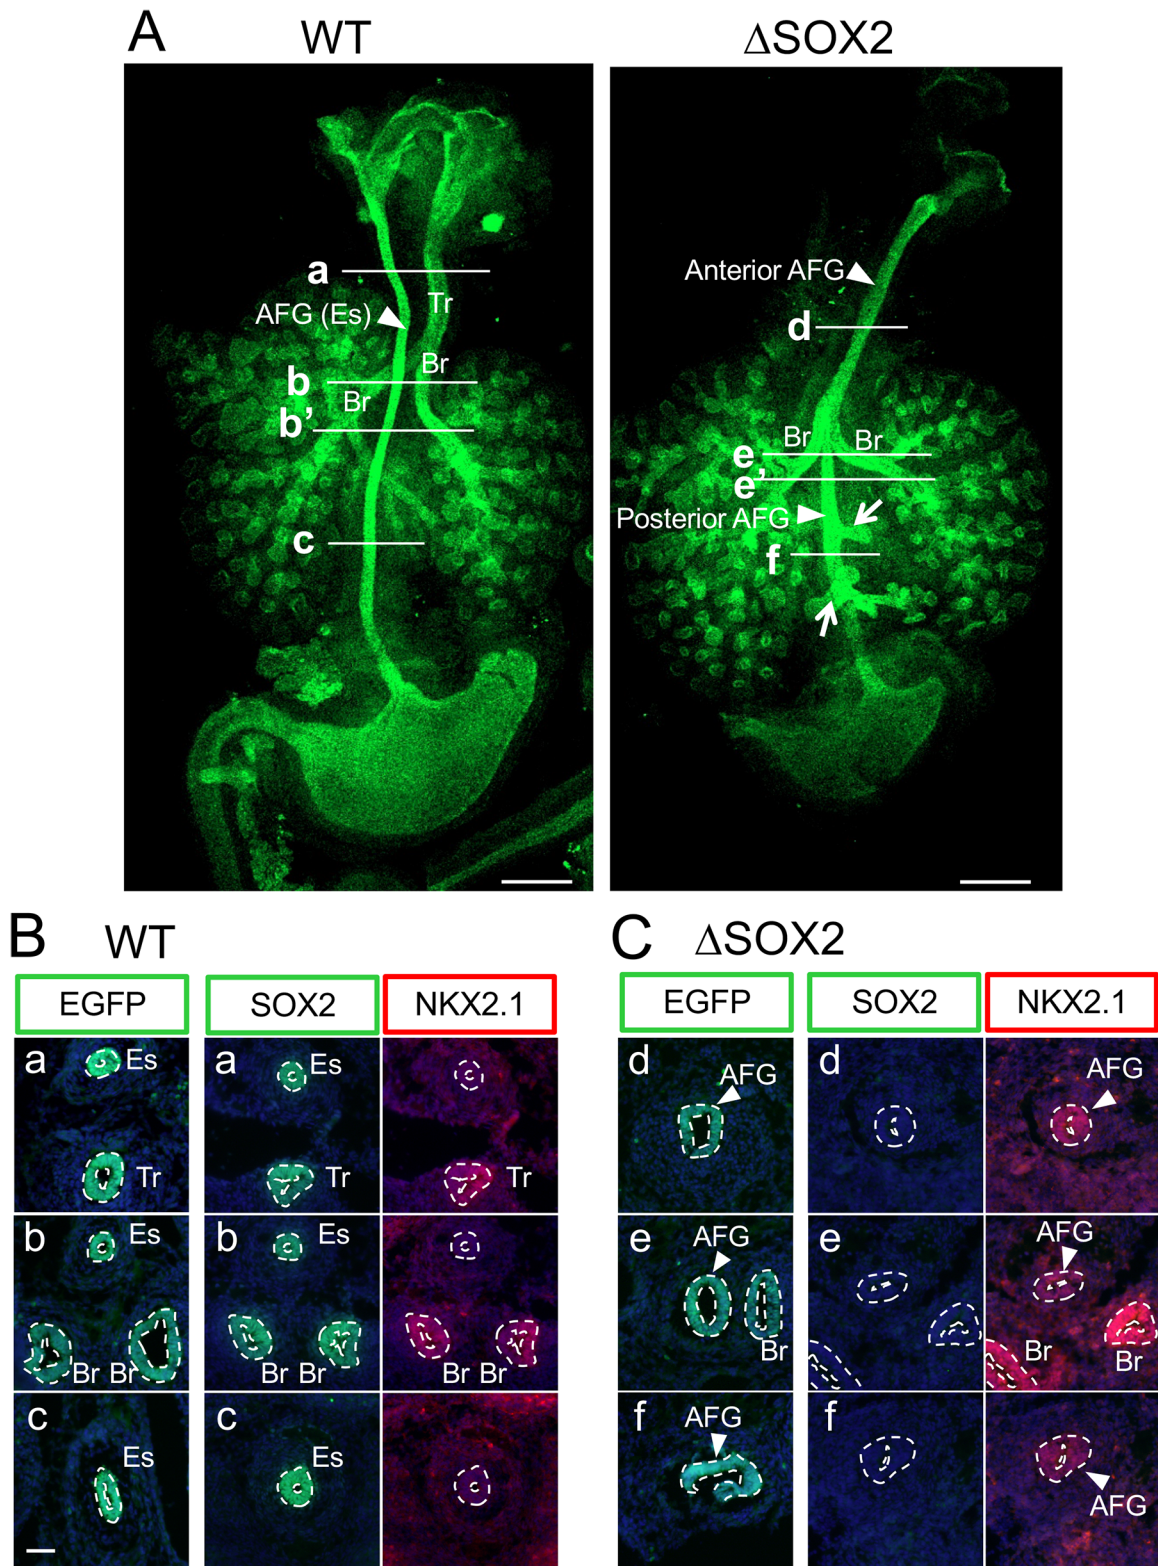 A WT ΔSOX2
a
Tr
AFG (Es)
Br
b
Br
b’
c
Anterior AFG
d
Br Br
e
e’
Posterior AFG
f
B WT
EGFP SOX2 NKX2.1
a Es a Es
Tr Tr Tr
b Es b Es
Br Br Br Br Br Br
c Es c Es
C ΔSOX2
EGFP SOX2 NKX2.1
d AFG d AFG
e AFG e AFG
Br Br Br
f AFG f
AFG